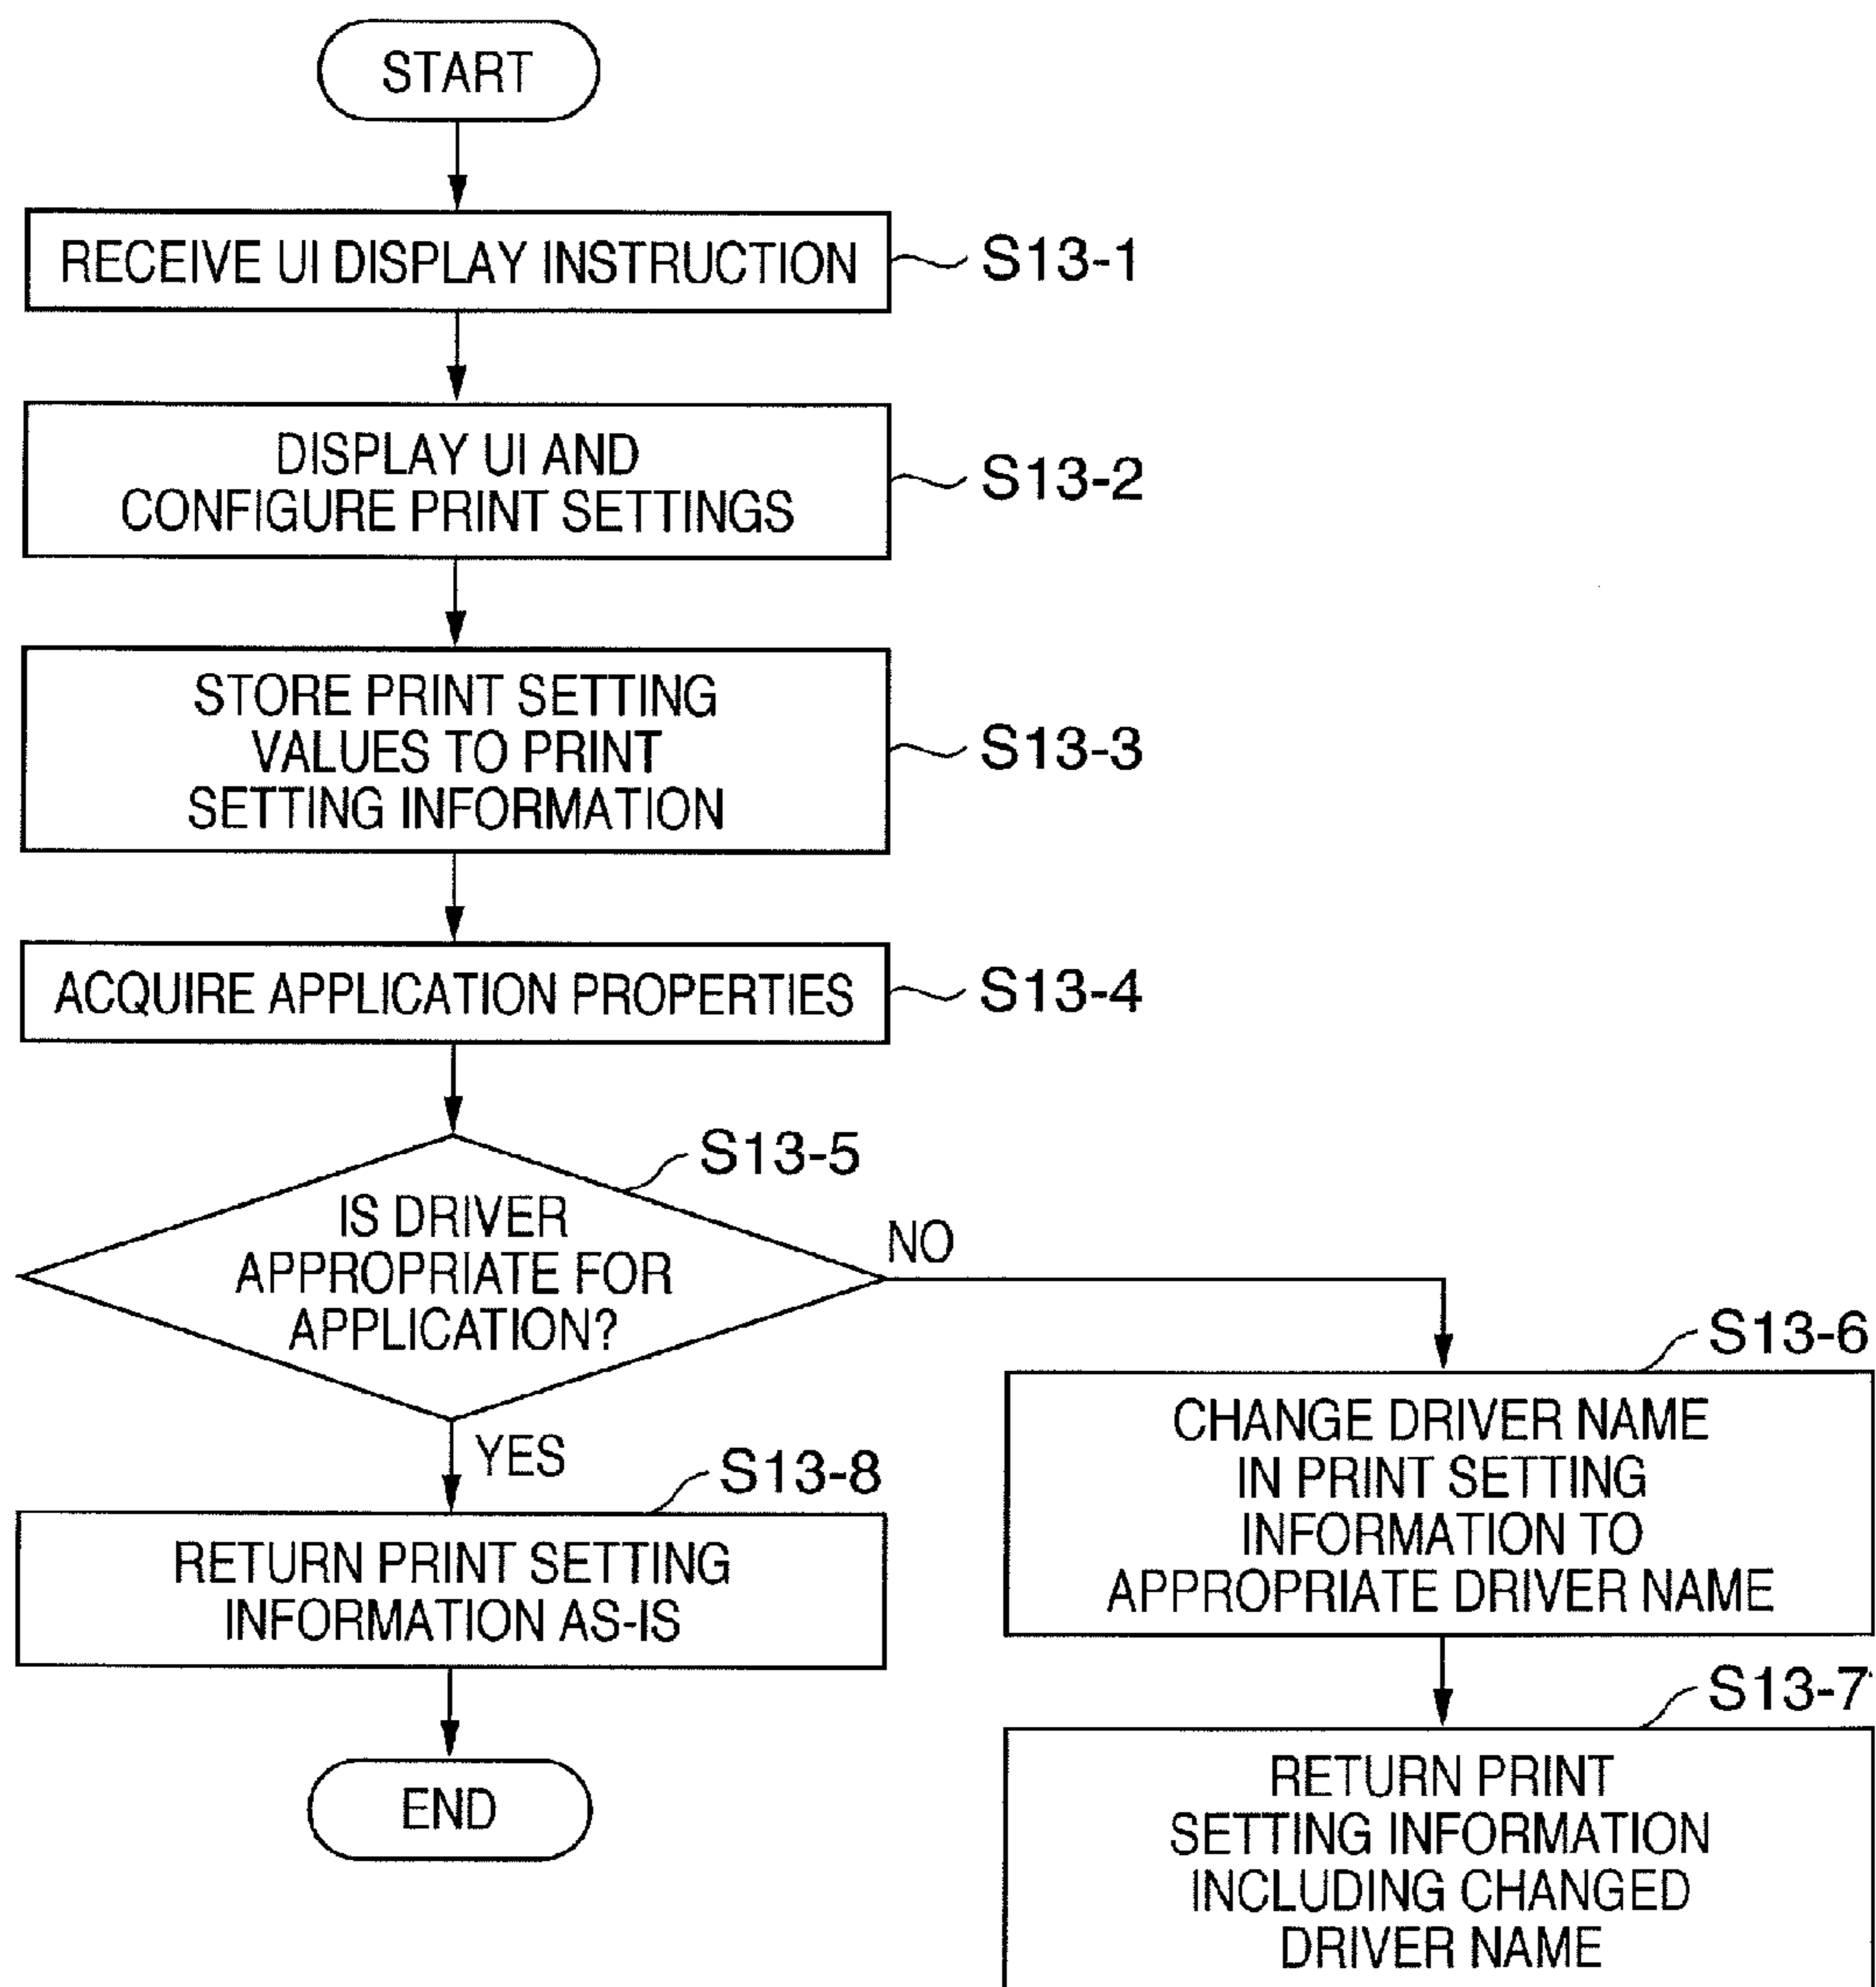 START
RECEIVE UI DISPLAY INSTRUCTION
S13-1
DISPLAY UI AND
CONFIGURE PRINT SETTINGS
S13-2
STORE PRINT SETTING
VALUES TO PRINT
SETTING INFORMATION
S13-3
ACQUIRE APPLICATION PROPERTIES
S13-4
S13-5
IS DRIVER
APPROPRIATE FOR
APPLICATION?
NO
YES
S13-6
CHANGE DRIVER NAME
IN PRINT SETTING
INFORMATION TO
APPROPRIATE DRIVER NAME
S13-8
RETURN PRINT SETTING
INFORMATION AS-IS
S13-7
RETURN PRINT
SETTING INFORMATION
INCLUDING CHANGED
DRIVER NAME
END